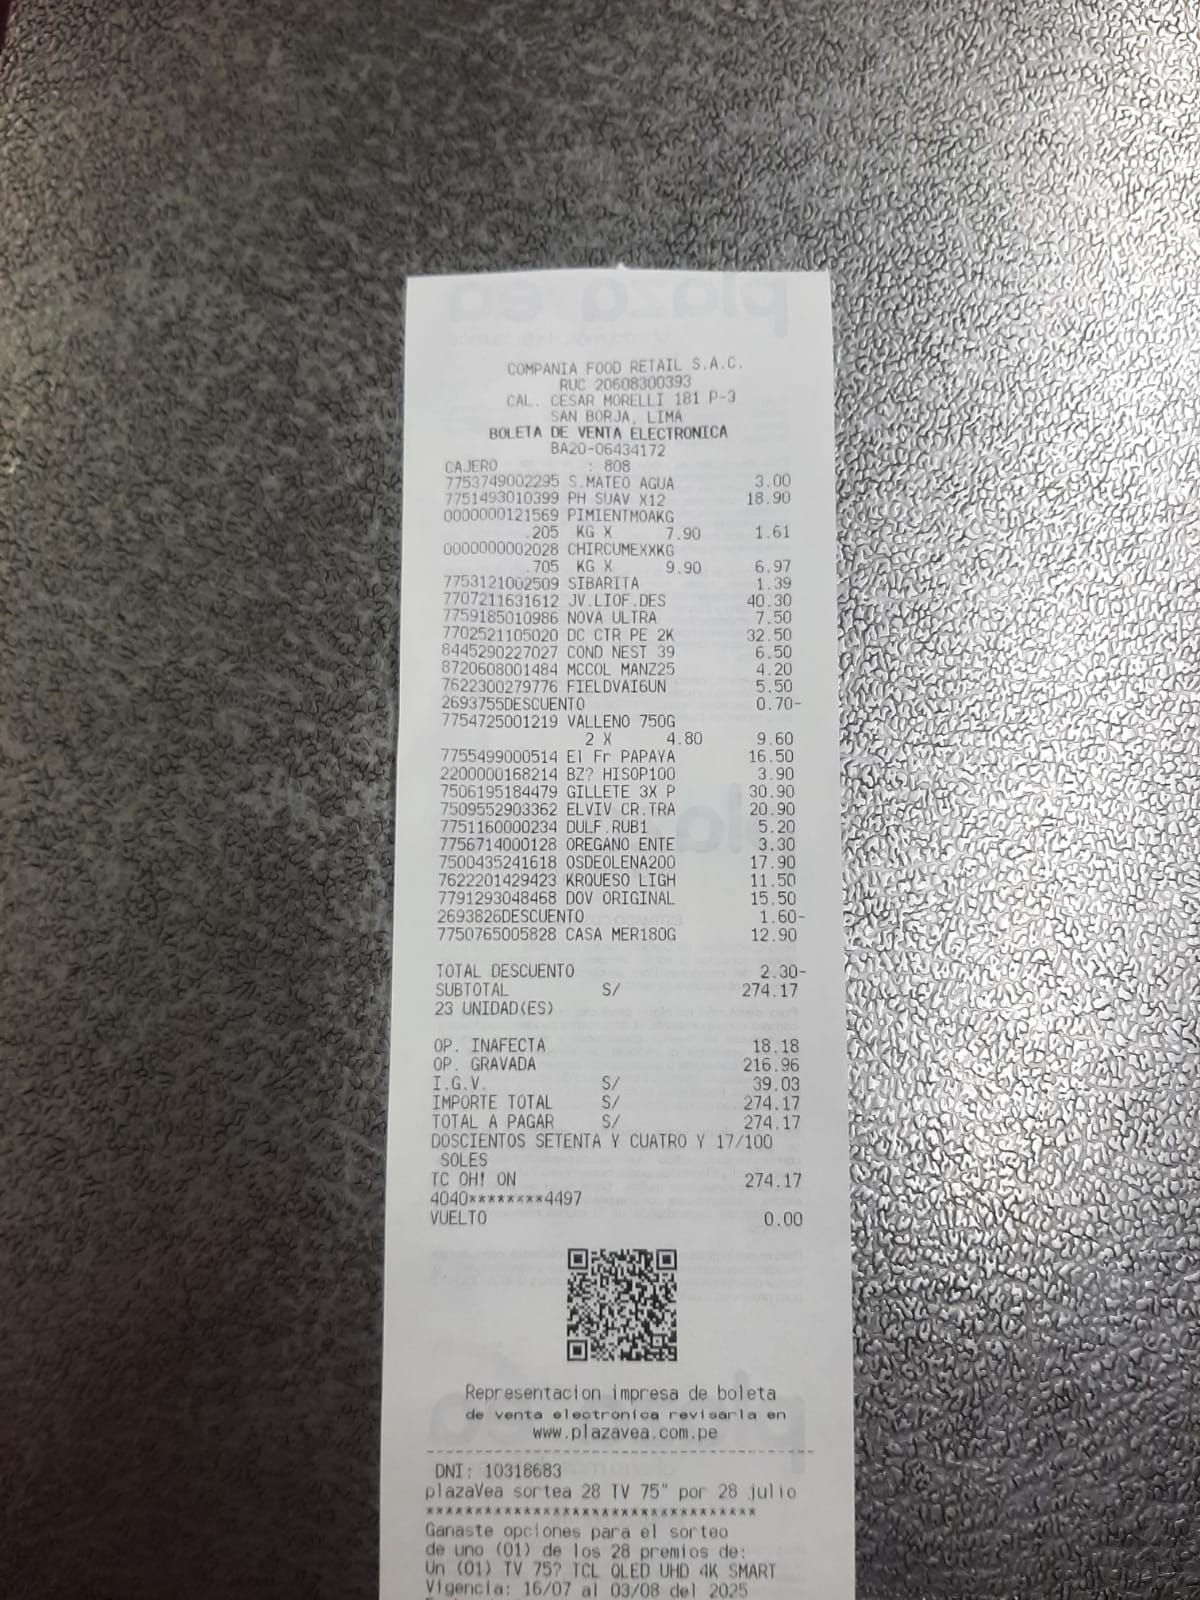 COMPANIA FOOD RETAIL S.A.C.
RUC 20608300393
CAL. CESAR MORELLI 181 P-3
SAN BORJA, LIMA
BOLETA DE VENTA ELECTRONICA
BA20-06434172
CAJERO : 808
7753749002295 S.MATEO AGUA 3.00
7751493010399 PH SUAV X12 18.90
0000000121569 PIMIENTMOAKG
.205 KG X 7.90 1.61
0000000002028 CHIRCUMEXXKG
.705 KG X 9.90 6.97
7753121002509 SIBARITA 1.39
7707211631612 JV.LIOF.DES 40.30
7759185010986 NOVA ULTRA 7.50
7702521105020 DC CTR PE 2K 32.50
8445290227027 COND NEST 39 6.50
8720608001484 MCCOL MANZ25 4.20
7622300279776 FIELDVAI6UN 5.50
2693755DESCUENTO 0.70-
7754725001219 VALLENO 750G
2 X 4.80 9.60
7755499000514 El Fr PAPAYA 16.50
2200000168214 BZ? HISOP100 3.90
7506195184479 GILLETE 3X P 30.90
7509552903362 ELVIV CR.TRA 20.90
7751160000234 DULF.RUB1 5.20
7756714000128 OREGANO ENTE 3.30
7500435241618 OSDEOLENA200 17.90
7622201429423 KRQUESO LIGH 11.50
7791293048468 DOV ORIGINAL 15.50
2693826DESCUENTO 1.60-
7750765005828 CASA MER180G 12.90
TOTAL DESCUENTO 2.30-
SUBTOTAL S/ 274.17
23 UNIDAD(ES)
OP. INAFECTA 18.18
OP. GRAVADA 216.96
I.G.V. S/ 39.03
IMPORTE TOTAL S/ 274.17
TOTAL A PAGAR S/ 274.17
DOSCIENTOS SETENTA Y CUATRO Y 17/100
SOLES
TC OH! ON 274.17
4040********4497
VUELTO 0.00
Representacion impresa de boleta
de venta electronica revisarla en
www.plazavea.com.pe
DNI: 10318683
plazaVea sortea 28 TV 75" por 28 julio
**********************************
Ganaste opciones para el sorteo
de uno (01) de los 28 premios de:
Un (01) TV 75? TCL QLED UHD 4K SMART
Vigencia: 16/07 al 03/08 del 2025